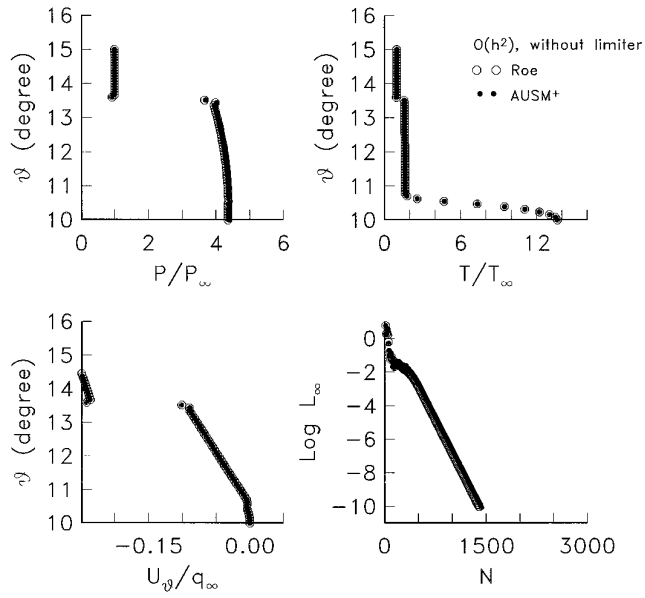 16
15
14
13
12
11
10
ϑ (degree)
0 2 4 6
P/P∞
16
15
14
13
12
11
10
ϑ (degree)
0 4 8 12
T/T∞
O(h²), without limiter
Roe
AUSM+
16
15
14
13
12
11
10
ϑ (degree)
−0.15 0.00
Uϑ/q∞
0
−2
−4
−6
−8
−10
Log L∞
0 1500 3000
N